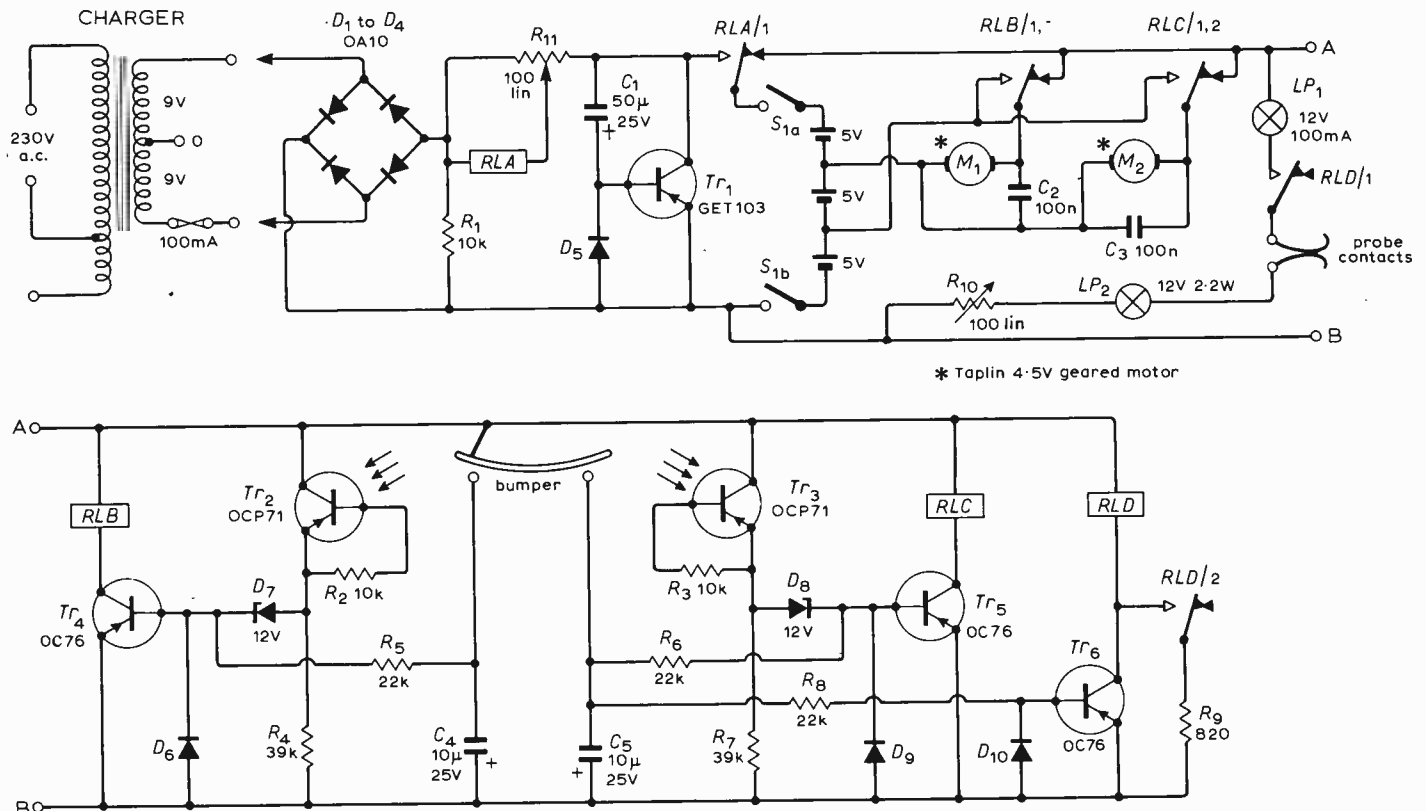 CHARGER
D1 to D4
OA10
R11
100
lin
RLA/1
RLB/1,-
RLC/1,2
A
9V
0
9V
230V
a.c.
100mA
RLA
R1
10k
C1
50μ
25V
+
D5
Tr1
GET103
S1a
5V
5V
5V
S1b
* M1
C2
100n
* M2
C3 100n
LP1
12V
100mA
RLD/1
probe
contacts
R10
100 lin
LP2
12V 2·2W
B
* Taplin 4·5V geared motor
A
RLB
Tr2
OCP71
bumper
Tr3
OCP71
RLC
RLD
R2 10k
R3 10k
D7
12V
D8
12V
Tr4
OC76
Tr5
OC76
RLD/2
R5
22k
R6
22k
R8
22k
Tr6
OC76
D6
R4
39k
C4
10μ
25V
+
C5
10μ
25V
+
R7
39k
D9
D10
R9
820
B